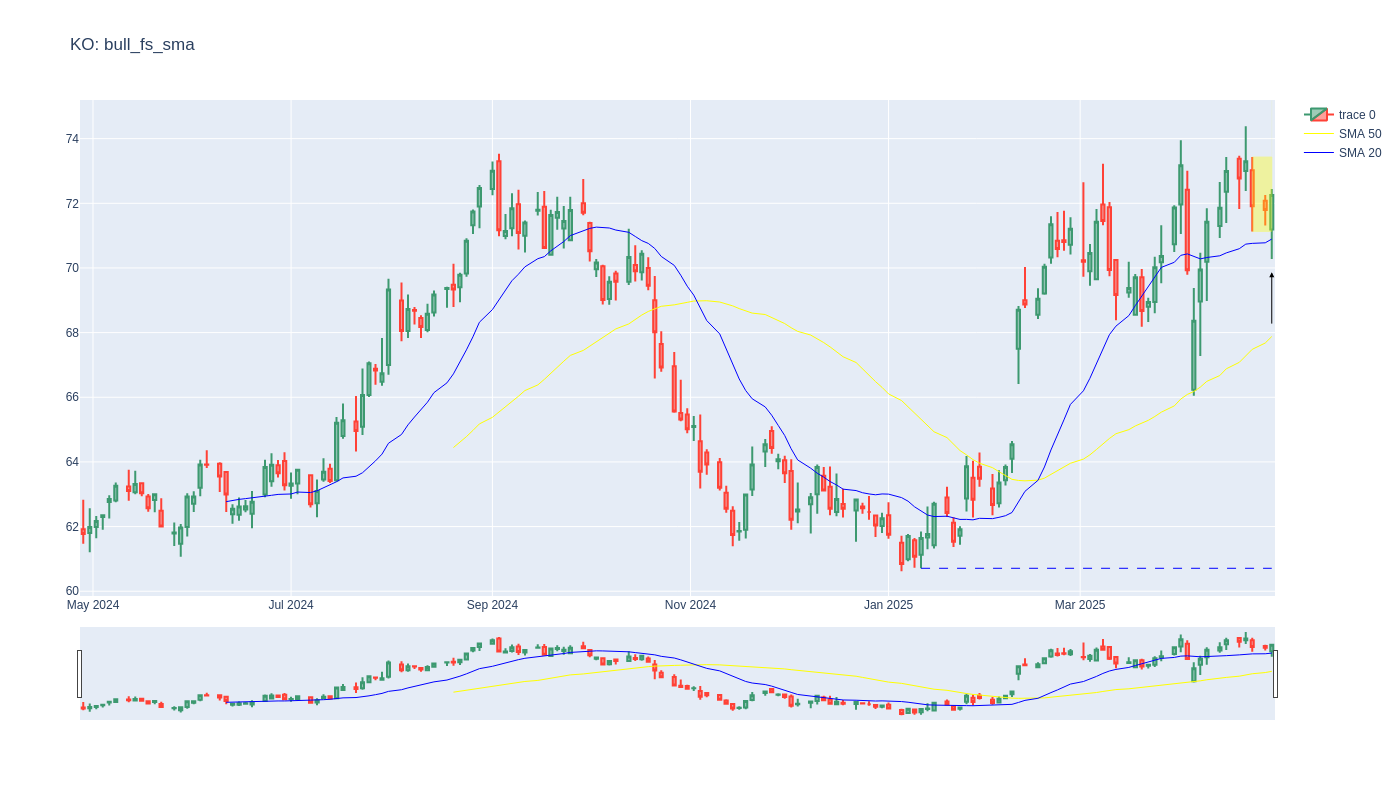 KO: bull_fs_sma
trace 0
SMA 50
SMA 20
74
72
70
68
66
64
62
60
May 2024
Jul 2024
Sep 2024
Nov 2024
Jan 2025
Mar 2025